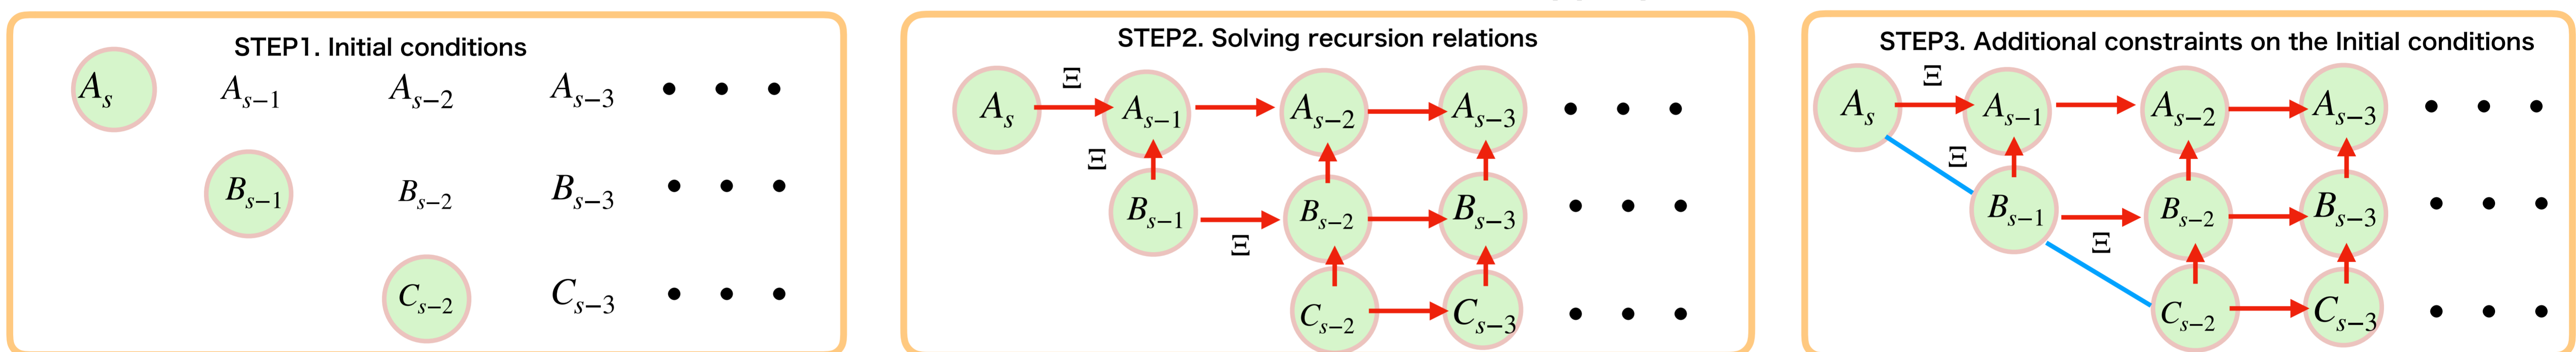 STEP1. Initial conditions
A_s A_{s-1} A_{s-2} A_{s-3} • • •
B_{s-1} B_{s-2} B_{s-3} • • •
C_{s-2} C_{s-3} • • •
STEP2. Solving recursion relations
Ξ
A_s A_{s-1} A_{s-2} A_{s-3} • • •
Ξ
B_{s-1} B_{s-2} B_{s-3} • • •
Ξ
C_{s-2} C_{s-3} • • •
STEP3. Additional constraints on the Initial conditions
Ξ
A_s A_{s-1} A_{s-2} A_{s-3} • • •
Ξ
B_{s-1} B_{s-2} B_{s-3} • • •
Ξ
C_{s-2} C_{s-3} • • •